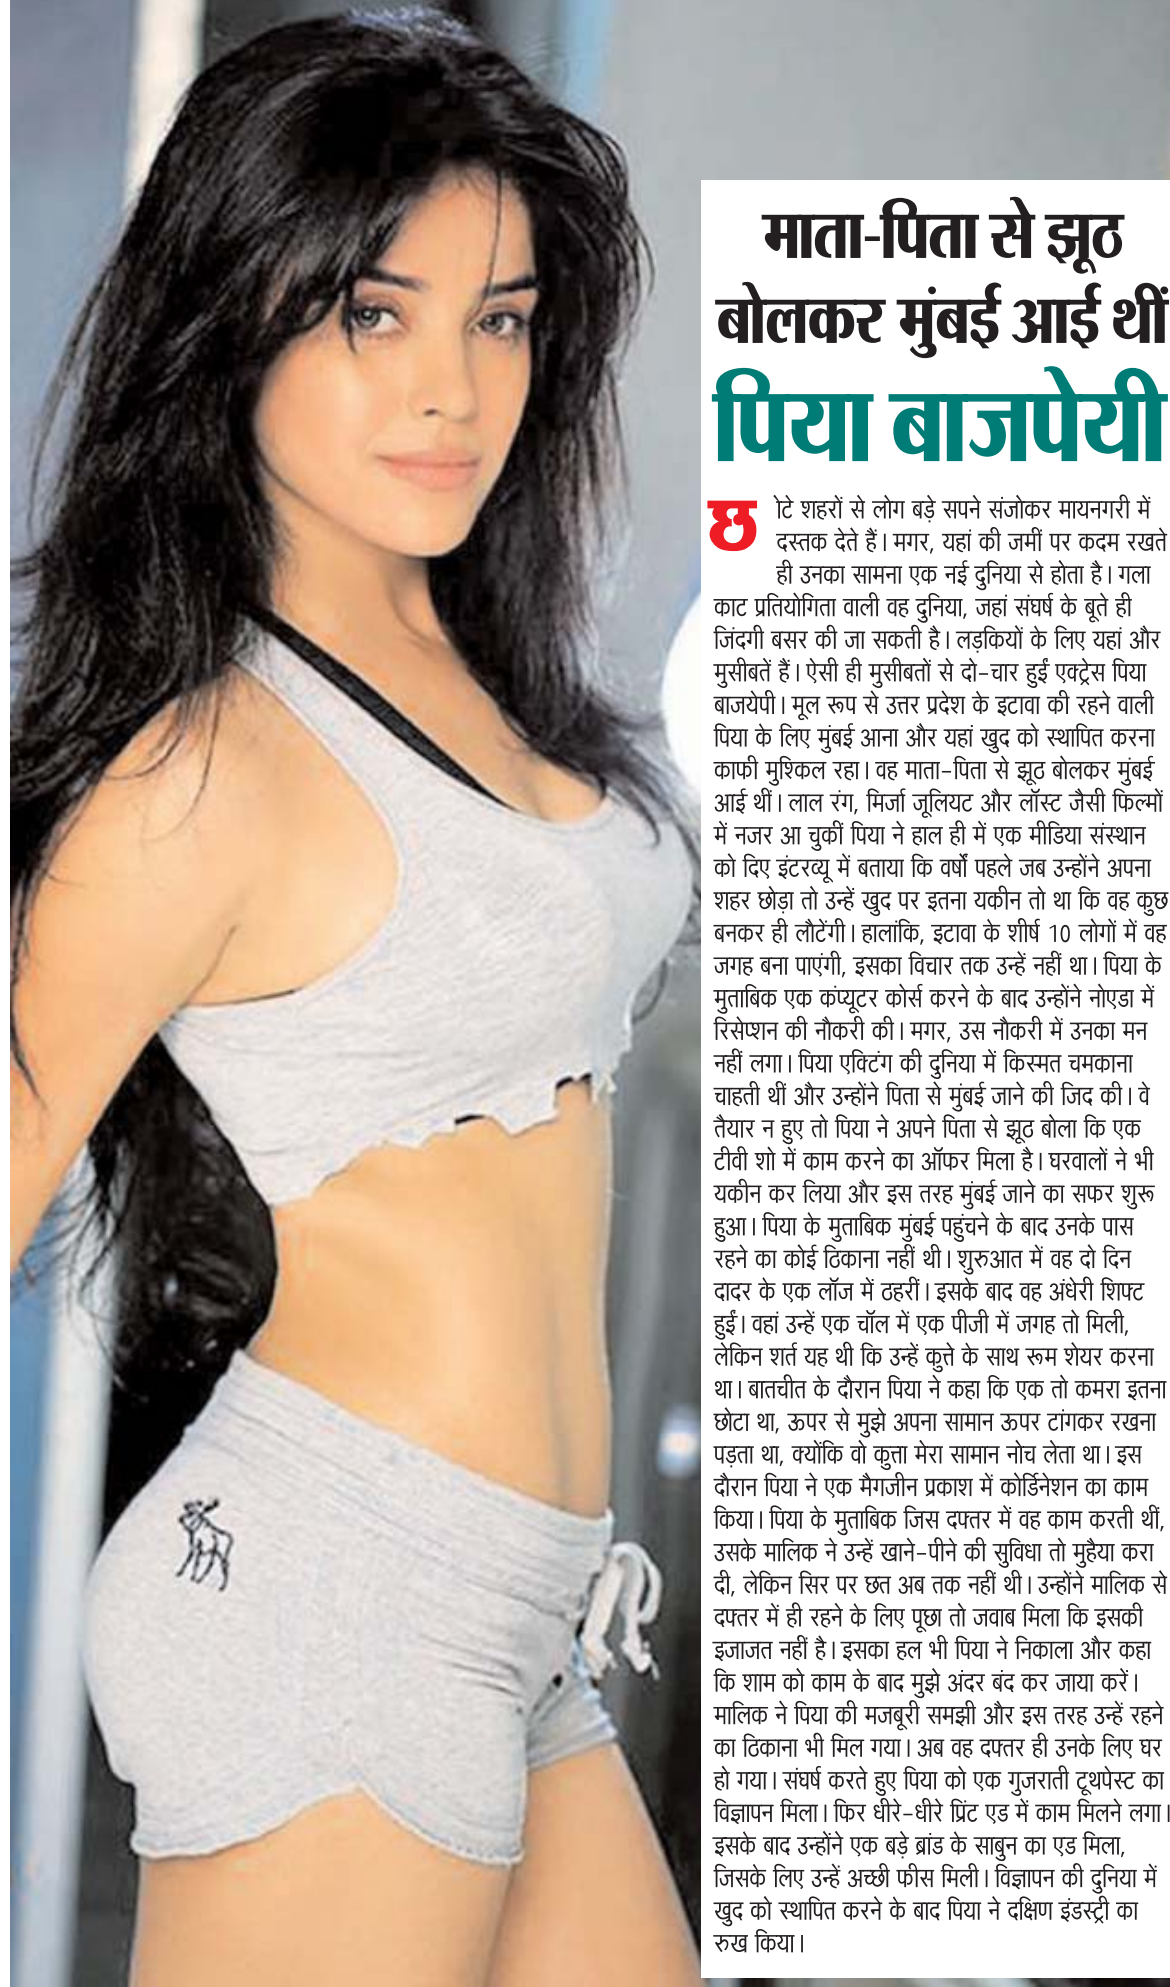 माता-पिता से झूठ
बोलकर मुंबई आई थीं
पिया बाजपेयी
छोटे शहरों से लोग बड़े सपने संजोकर मायनगरी में
दस्तक देते हैं। मगर, यहां की जमीं पर कदम रखते
ही उनका सामना एक नई दुनिया से होता है। गला
काट प्रतियोगिता वाली वह दुनिया, जहां संघर्ष के बूते ही
जिंदगी बसर की जा सकती है। लड़कियों के लिए यहां और
मुसीबतें हैं। ऐसी ही मुसीबतों से दो-चार हुईं एक्ट्रेस पिया
बाजयेपी। मूल रूप से उत्तर प्रदेश के इटावा की रहने वाली
पिया के लिए मुंबई आना और यहां खुद को स्थापित करना
काफी मुश्किल रहा। वह माता-पिता से झूठ बोलकर मुंबई
आई थीं। लाल रंग, मिर्जा जूलियट और लॉस्ट जैसी फिल्मों
में नजर आ चुकीं पिया ने हाल ही में एक मीडिया संस्थान
को दिए इंटरव्यू में बताया कि वर्षों पहले जब उन्होंने अपना
शहर छोड़ा तो उन्हें खुद पर इतना यकीन तो था कि वह कुछ
बनकर ही लौटेंगी। हालांकि, इटावा के शीर्ष 10 लोगों में वह
जगह बना पाएंगी, इसका विचार तक उन्हें नहीं था। पिया के
मुताबिक एक कंप्यूटर कोर्स करने के बाद उन्होंने नोएडा में
रिसेप्शन की नौकरी की। मगर, उस नौकरी में उनका मन
नहीं लगा। पिया एक्टिंग की दुनिया में किस्मत चमकाना
चाहती थीं और उन्होंने पिता से मुंबई जाने की जिद की। वे
तैयार न हुए तो पिया ने अपने पिता से झूठ बोला कि एक
टीवी शो में काम करने का ऑफर मिला है। घरवालों ने भी
यकीन कर लिया और इस तरह मुंबई जाने का सफर शुरू
हुआ। पिया के मुताबिक मुंबई पहुंचने के बाद उनके पास
रहने का कोई ठिकाना नहीं थी। शुरुआत में वह दो दिन
दादर के एक लॉज में ठहरीं। इसके बाद वह अंधेरी शिफ्ट
हुईं। वहां उन्हें एक चॉल में एक पीजी में जगह तो मिली,
लेकिन शर्त यह थी कि उन्हें कुत्ते के साथ रूम शेयर करना
था। बातचीत के दौरान पिया ने कहा कि एक तो कमरा इतना
छोटा था, ऊपर से मुझे अपना सामान ऊपर टांगकर रखना
पड़ता था, क्योंकि वो कुत्ता मेरा सामान नोच लेता था। इस
दौरान पिया ने एक मैगजीन प्रकाश में कोर्डिनेशन का काम
किया। पिया के मुताबिक जिस दफ्तर में वह काम करती थीं,
उसके मालिक ने उन्हें खाने-पीने की सुविधा तो मुहैया करा
दी, लेकिन सिर पर छत अब तक नहीं थी। उन्होंने मालिक से
दफ्तर में ही रहने के लिए पूछा तो जवाब मिला कि इसकी
इजाजत नहीं है। इसका हल भी पिया ने निकाला और कहा
कि शाम को काम के बाद मुझे अंदर बंद कर जाया करें।
मालिक ने पिया की मजबूरी समझी और इस तरह उन्हें रहने
का ठिकाना भी मिल गया। अब वह दफ्तर ही उनके लिए घर
हो गया। संघर्ष करते हुए पिया को एक गुजराती टूथपेस्ट का
विज्ञापन मिला। फिर धीरे-धीरे प्रिंट एड में काम मिलने लगा।
इसके बाद उन्होंने एक बड़े ब्रांड के साबुन का एड मिला,
जिसके लिए उन्हें अच्छी फीस मिली। विज्ञापन की दुनिया में
खुद को स्थापित करने के बाद पिया ने दक्षिण इंडस्ट्री का
रुख किया।